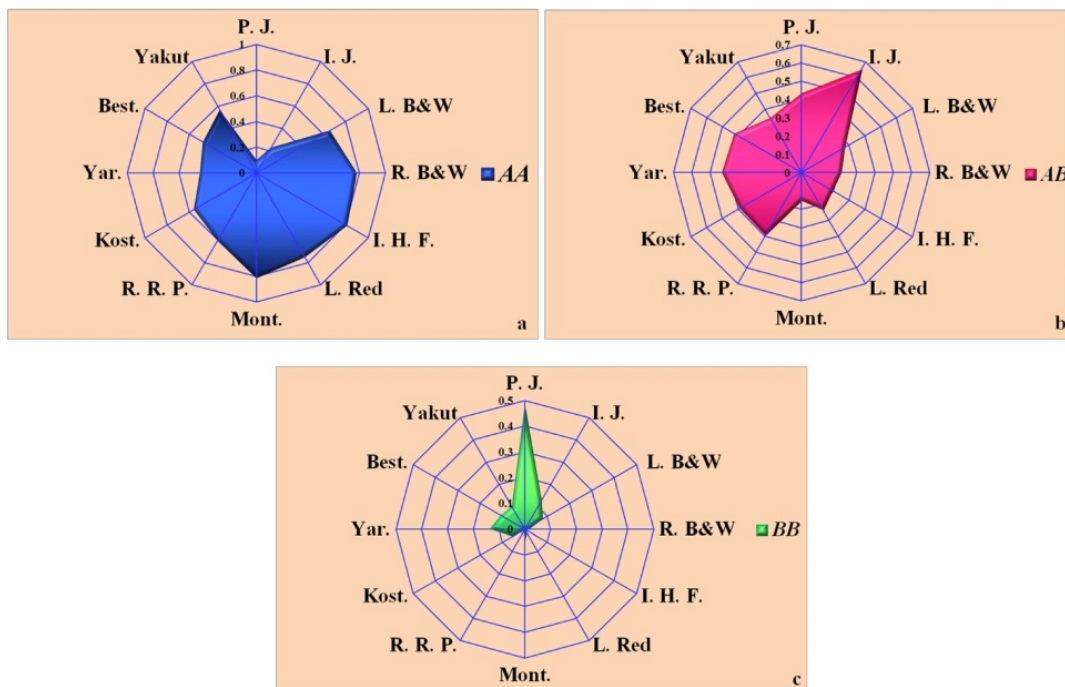 P. J.
1
I. J.
Yakut
0.8
0.6
Best.
L. B&W
0.4
0.2
Yar.
0
R. B&W
AA
Kost.
I. H. F.
R. R. P.
L. Red
Mont.
a
P. J.
0.7
I. J.
Yakut
0.6
0.5
Best.
L. B&W
0.4
0.3
0.2
0.1
Yar.
0
R. B&W
AB
Kost.
I. H. F.
R. R. P.
L. Red
Mont.
b
P. J.
0.5
I. J.
Yakut
0.4
0.3
Best.
L. B&W
0.2
0.1
Yar.
0
R. B&W
BB
Kost.
I. H. F.
R. R. P.
L. Red
Mont.
c